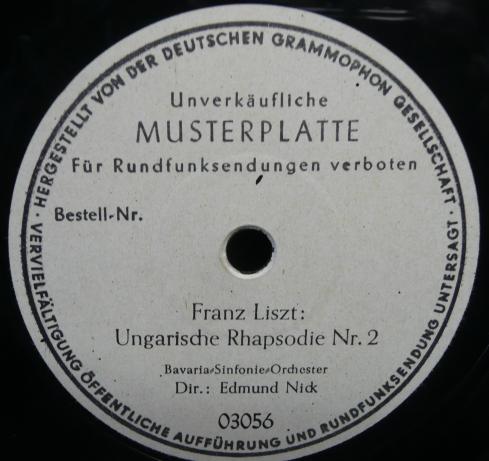 HERGESTELLT VON DER DEUTSCHEN GRAMMOPHON GESELLSCHAFT · VERVIELFÄLTIGUNG ÖFFENTLICHE AUFFÜHRUNG UND RUNDFUNKSENDUNG UNTERSAGT ·
Unverkäufliche
MUSTERPLATTE
Für Rundfunksendungen verboten
Bestell-Nr.
Franz Liszt:
Ungarische Rhapsodie Nr. 2
Bavaria-Sinfonie-Orchester
Dir.: Edmund Nick
03056